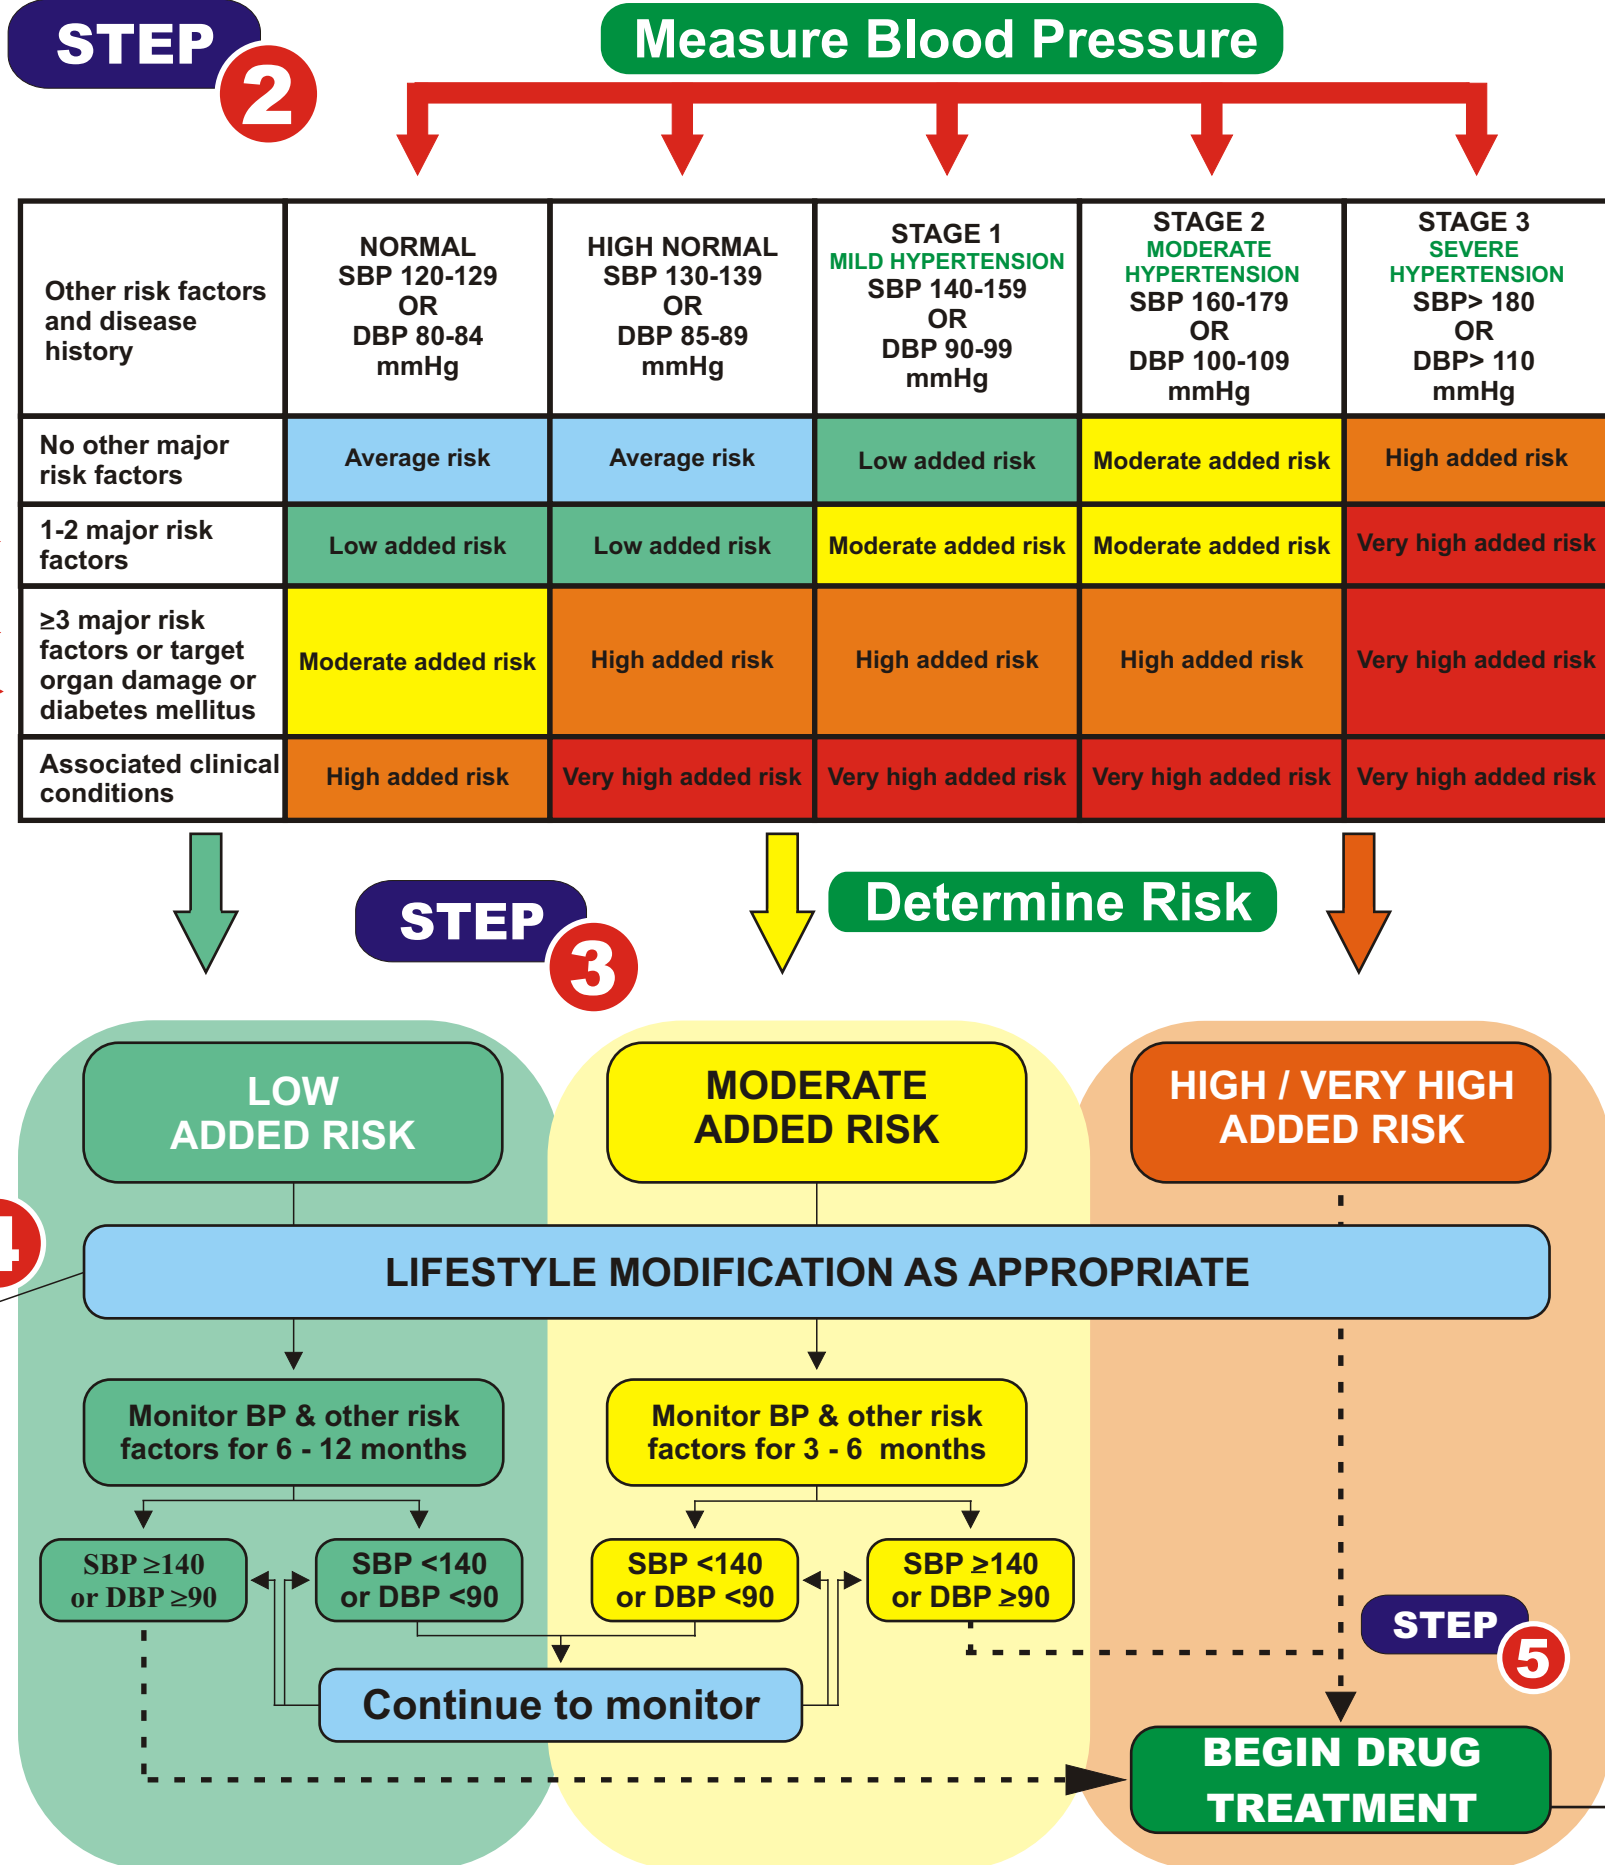 STEP
2
Measure Blood Pressure
Other risk factors
and disease
history
NORMAL
SBP 120-129
OR
DBP 80-84
mmHg
HIGH NORMAL
SBP 130-139
OR
DBP 85-89
mmHg
STAGE 1
MILD HYPERTENSION
SBP 140-159
OR
DBP 90-99
mmHg
STAGE 2
MODERATE
HYPERTENSION
SBP 160-179
OR
DBP 100-109
mmHg
STAGE 3
SEVERE
HYPERTENSION
SBP> 180
OR
DBP> 110
mmHg
No other major
risk factors
Average risk
Average risk
Low added risk
Moderate added risk
High added risk
1-2 major risk
factors
Low added risk
Low added risk
Moderate added risk
Moderate added risk
Very high added risk
≥3 major risk
factors or target
organ damage or
diabetes mellitus
Moderate added risk
High added risk
High added risk
High added risk
Very high added risk
Associated clinical
conditions
High added risk
Very high added risk
Very high added risk
Very high added risk
Very high added risk
STEP
3
Determine Risk
LOW
ADDED RISK
MODERATE
ADDED RISK
HIGH / VERY HIGH
ADDED RISK
4
LIFESTYLE MODIFICATION AS APPROPRIATE
Monitor BP & other risk
factors for 6 - 12 months
Monitor BP & other risk
factors for 3 - 6 months
SBP ≥140
or DBP ≥90
SBP <140
or DBP <90
SBP <140
or DBP <90
SBP ≥140
or DBP ≥90
STEP
5
Continue to monitor
BEGIN DRUG
TREATMENT